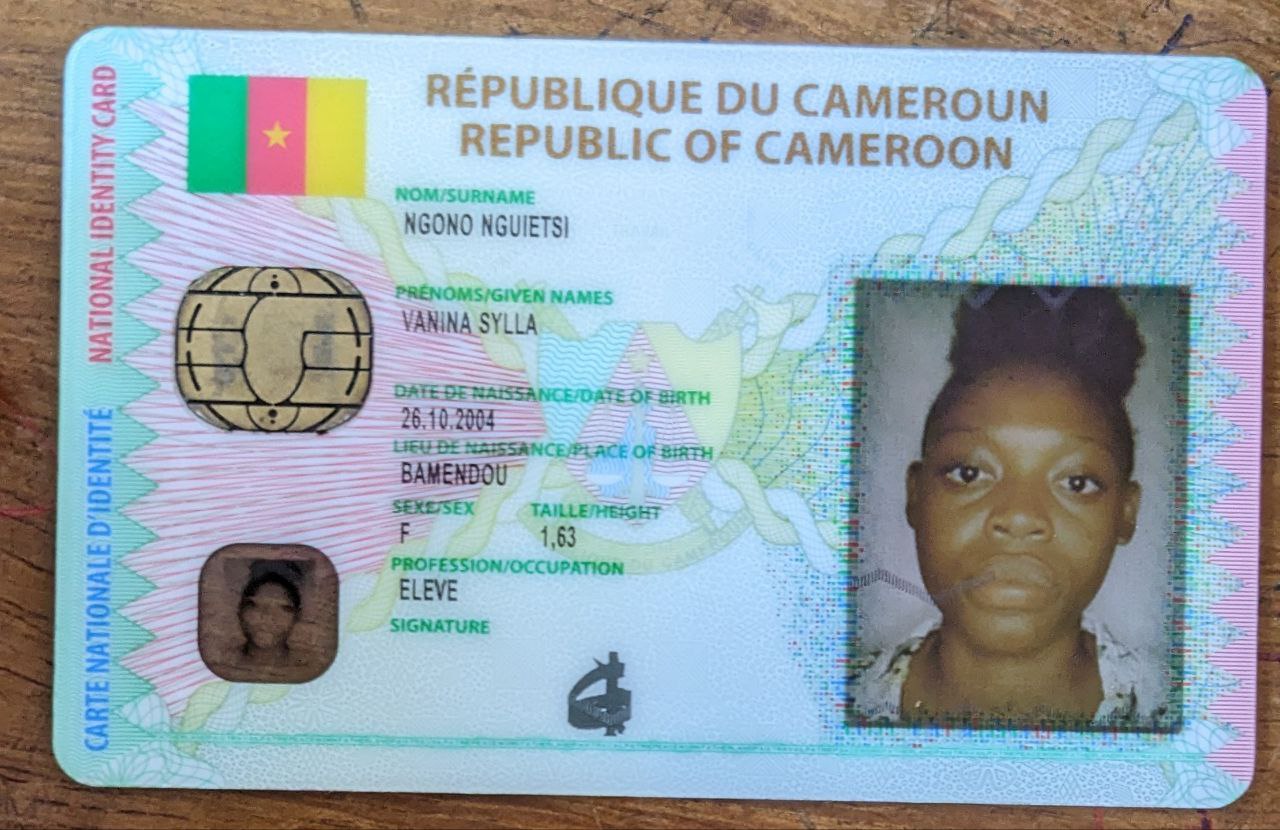 NATIONAL IDENTITY CARD
CARTE NATIONALE D'IDENTITÉ
RÉPUBLIQUE DU CAMEROUN
REPUBLIC OF CAMEROON
NOM/SURNAME
NGONO NGUIETSI
PRÉNOMS/GIVEN NAMES
VANINA SYLLA
DATE DE NAISSANCE/DATE OF BIRTH
26.10.2004
LIEU DE NAISSANCE/PLACE OF BIRTH
BAMENDOU
SEXE/SEX TAILLE/HEIGHT
F 1,63
PROFESSION/OCCUPATION
ELEVE
SIGNATURE